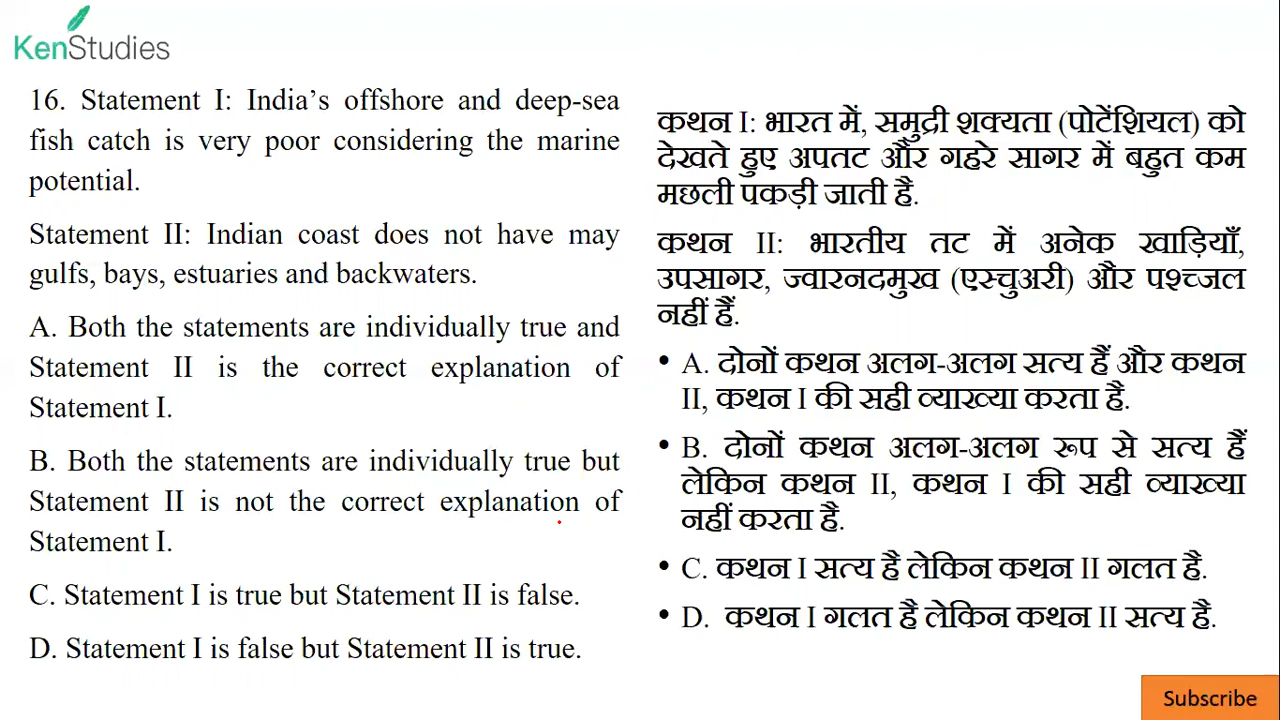 KenStudies
16. Statement I: India’s offshore and deep-sea
fish catch is very poor considering the marine
potential.
Statement II: Indian coast does not have may
gulfs, bays, estuaries and backwaters.
A. Both the statements are individually true and
Statement II is the correct explanation of
Statement I.
B. Both the statements are individually true but
Statement II is not the correct explanation of
Statement I.
C. Statement I is true but Statement II is false.
D. Statement I is false but Statement II is true.
कथन I: भारत में, समुद्री शक्यता (पोटेंशियल) को
देखते हुए अपतट और गहरे सागर में बहुत कम
मछली पकड़ी जाती है.
कथन II: भारतीय तट में अनेक खाड़ियाँ,
उपसागर, ज्वारनदमुख (एस्चुअरी) और पश्च्जल
नहीं हैं.
• A. दोनों कथन अलग-अलग सत्य हैं और कथन
II, कथन I की सही व्याख्या करता है.
• B. दोनों कथन अलग-अलग रूप से सत्य हैं
लेकिन कथन II, कथन I की सही व्याख्या
नहीं करता है.
• C. कथन I सत्य है लेकिन कथन II गलत है.
• D. कथन I गलत है लेकिन कथन II सत्य है.
Subscribe